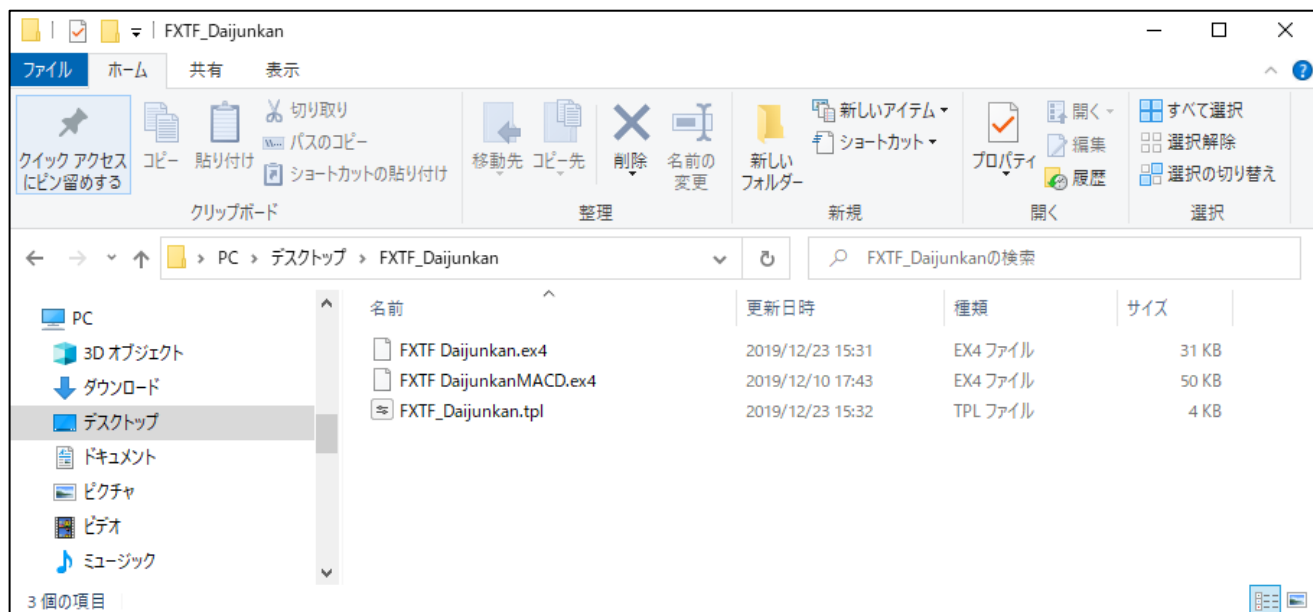 FXTF_Daijunkan
ファイル ホーム 共有 表示
クイック アクセス
にピン留めする
コピー
貼り付け
切り取り
パスのコピー
ショートカットの貼り付け
クリップボード
移動先
コピー先
削除
名前の
変更
整理
新しい
フォルダー
新しいアイテム
ショートカット
新規
プロパティ
開く
編集
履歴
開く
すべて選択
選択解除
選択の切り替え
選択
PC › デスクトップ › FXTF_Daijunkan
FXTF_Daijunkanの検索
PC
3D オブジェクト
ダウンロード
デスクトップ
ドキュメント
ピクチャ
ビデオ
ミュージック
名前 更新日時 種類 サイズ
FXTF Daijunkan.ex4 2019/12/23 15:31 EX4 ファイル 31 KB
FXTF DaijunkanMACD.ex4 2019/12/10 17:43 EX4 ファイル 50 KB
FXTF_Daijunkan.tpl 2019/12/23 15:32 TPL ファイル 4 KB
3 個の項目